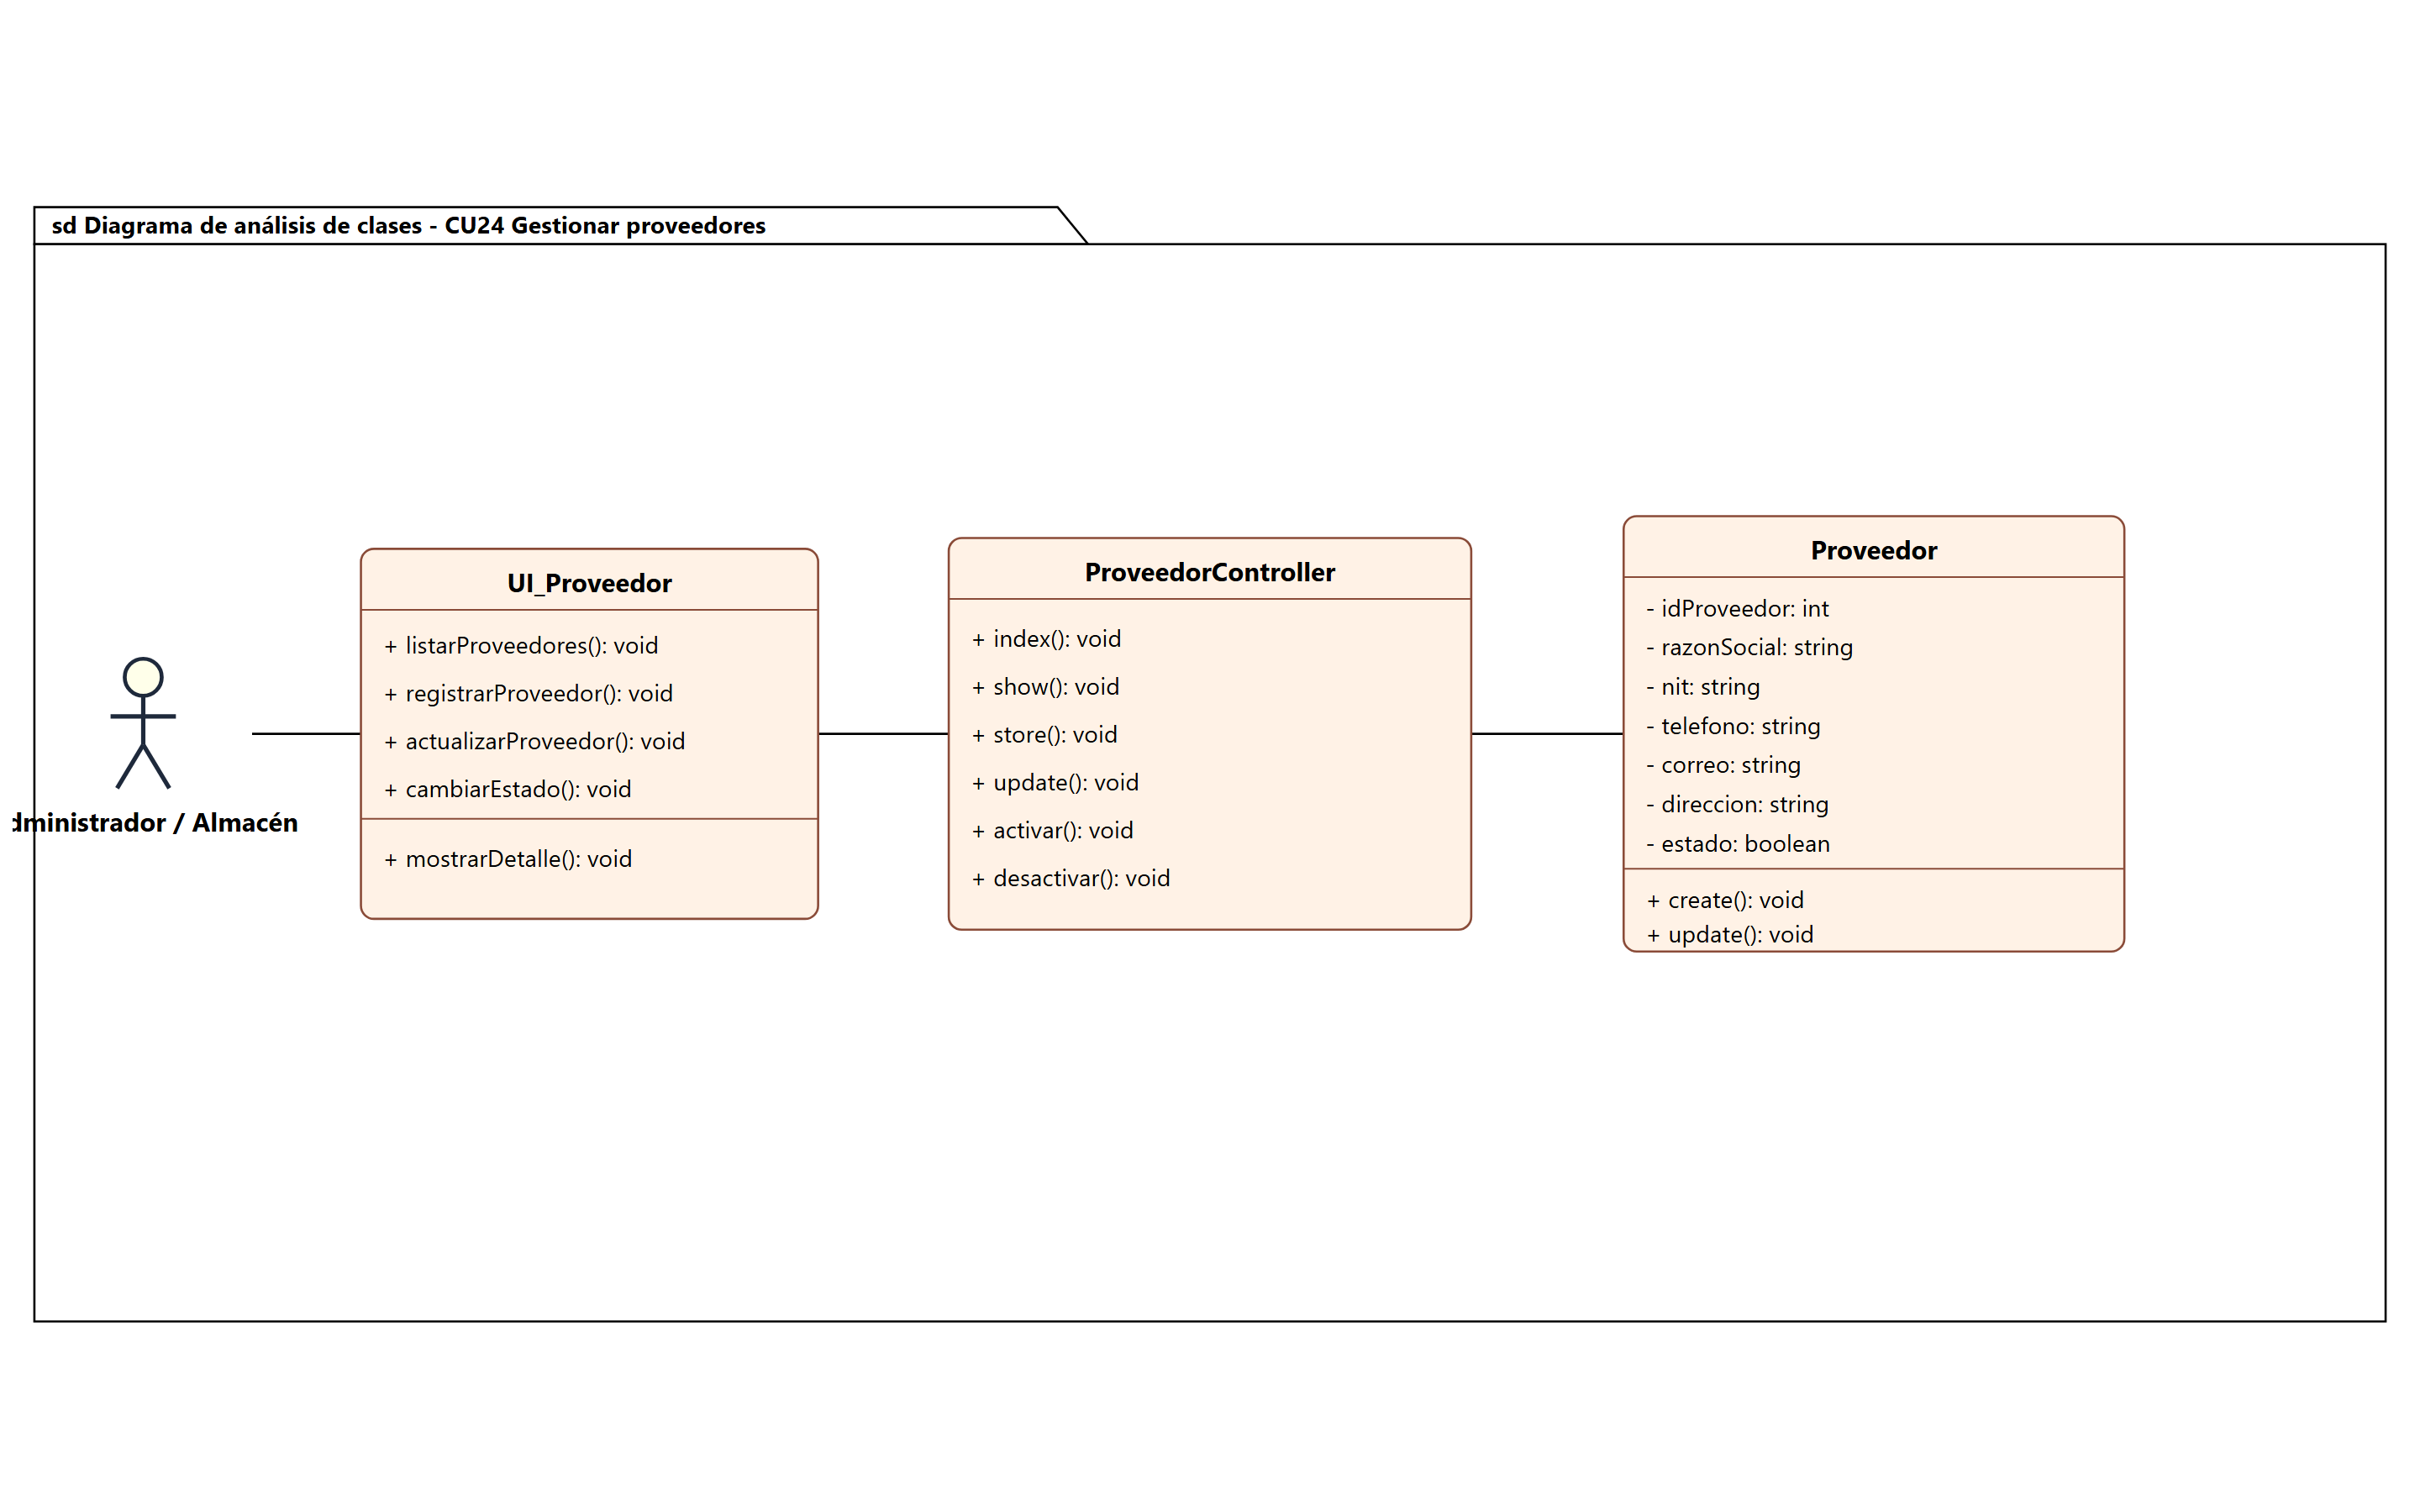 sd Diagrama de análisis de clases - CU24 Gestionar proveedores
dministrador / Almacén
UI_Proveedor
+ listarProveedores(): void
+ registrarProveedor(): void
+ actualizarProveedor(): void
+ cambiarEstado(): void
+ mostrarDetalle(): void
ProveedorController
+ index(): void
+ show(): void
+ store(): void
+ update(): void
+ activar(): void
+ desactivar(): void
Proveedor
- idProveedor: int
- razonSocial: string
- nit: string
- telefono: string
- correo: string
- direccion: string
- estado: boolean
+ create(): void
+ update(): void